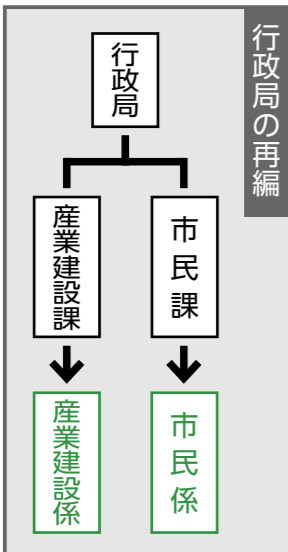 行政局の再編
行政局
市民課
産業建設課
市民係
産業建設係